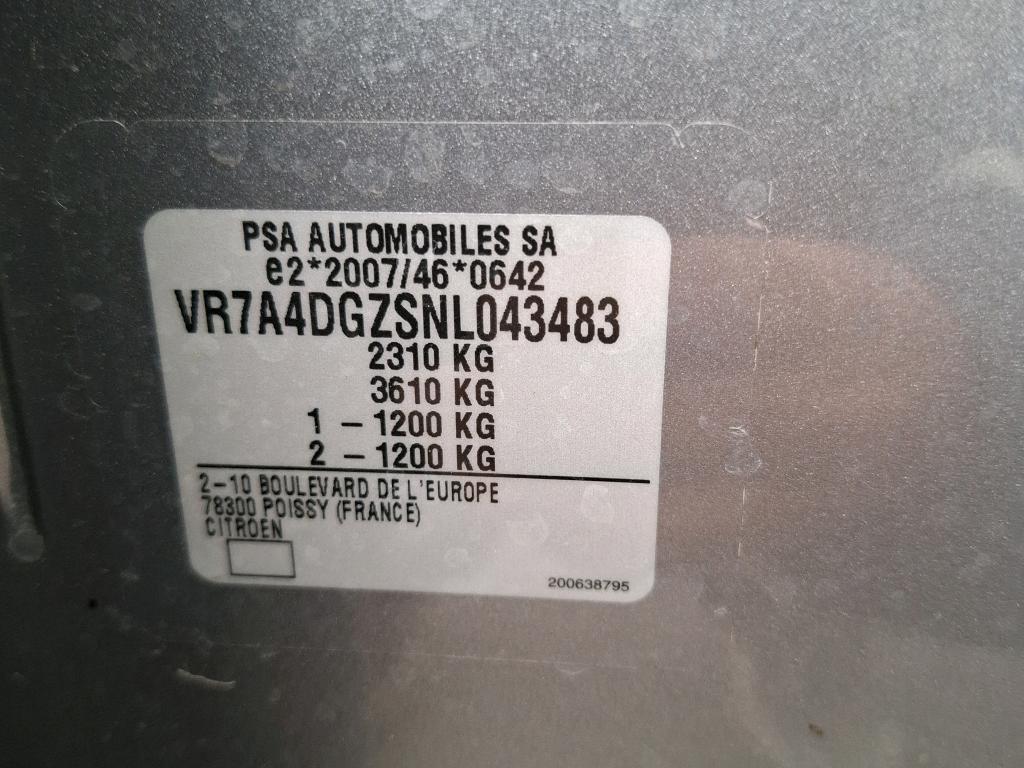 PSA AUTOMOBILES SA
e2*2007/46*0642
VR7A4DGZSNL043483
2310 KG
3610 KG
1 - 1200 KG
2 - 1200 KG
2-10 BOULEVARD DE L'EUROPE
78300 POISSY (FRANCE)
CITROEN
200638795